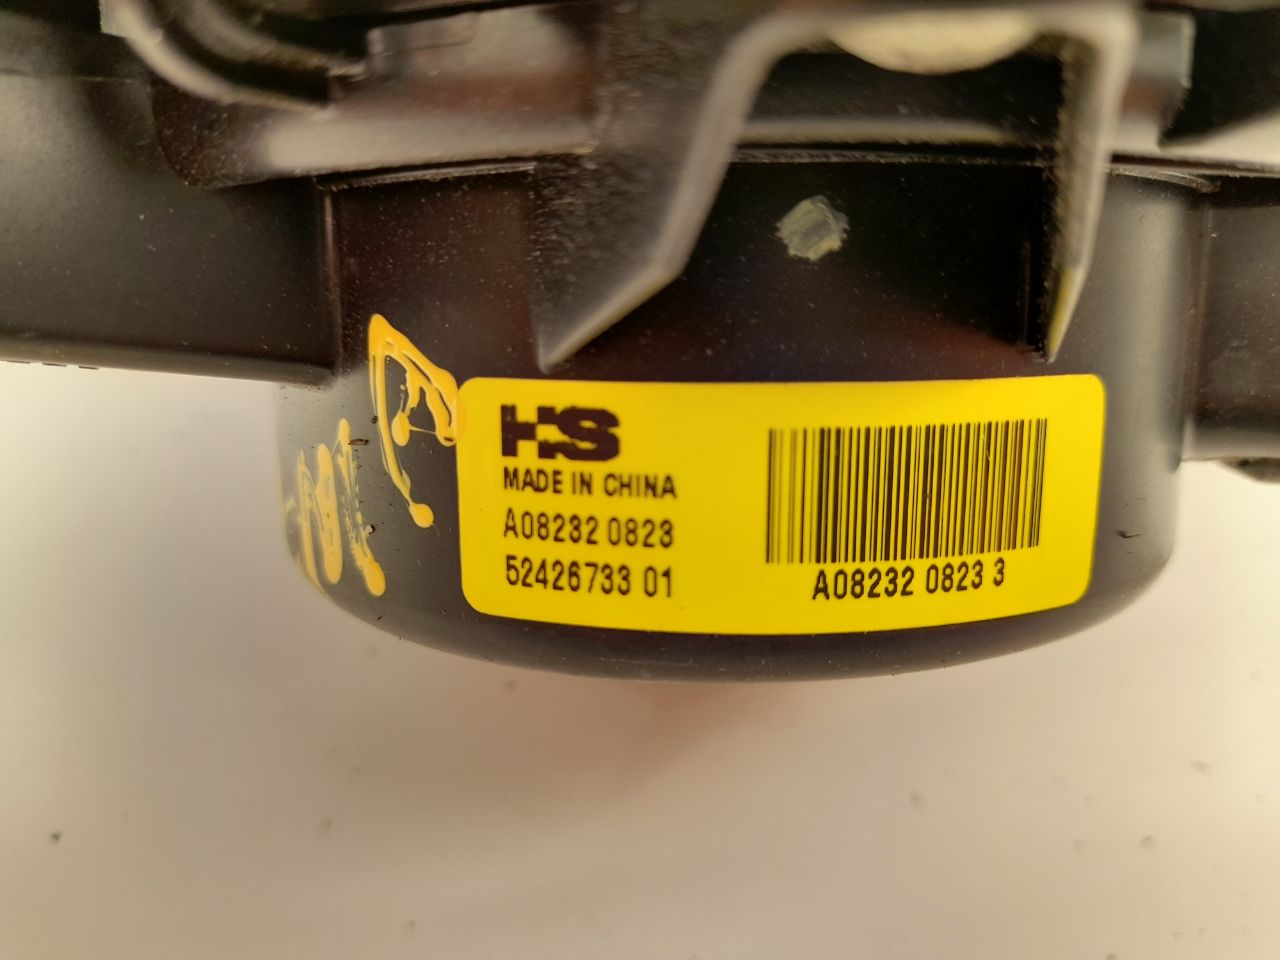 HS
MADE IN CHINA
A08232 0823
52426733 01
A08232 0823 3